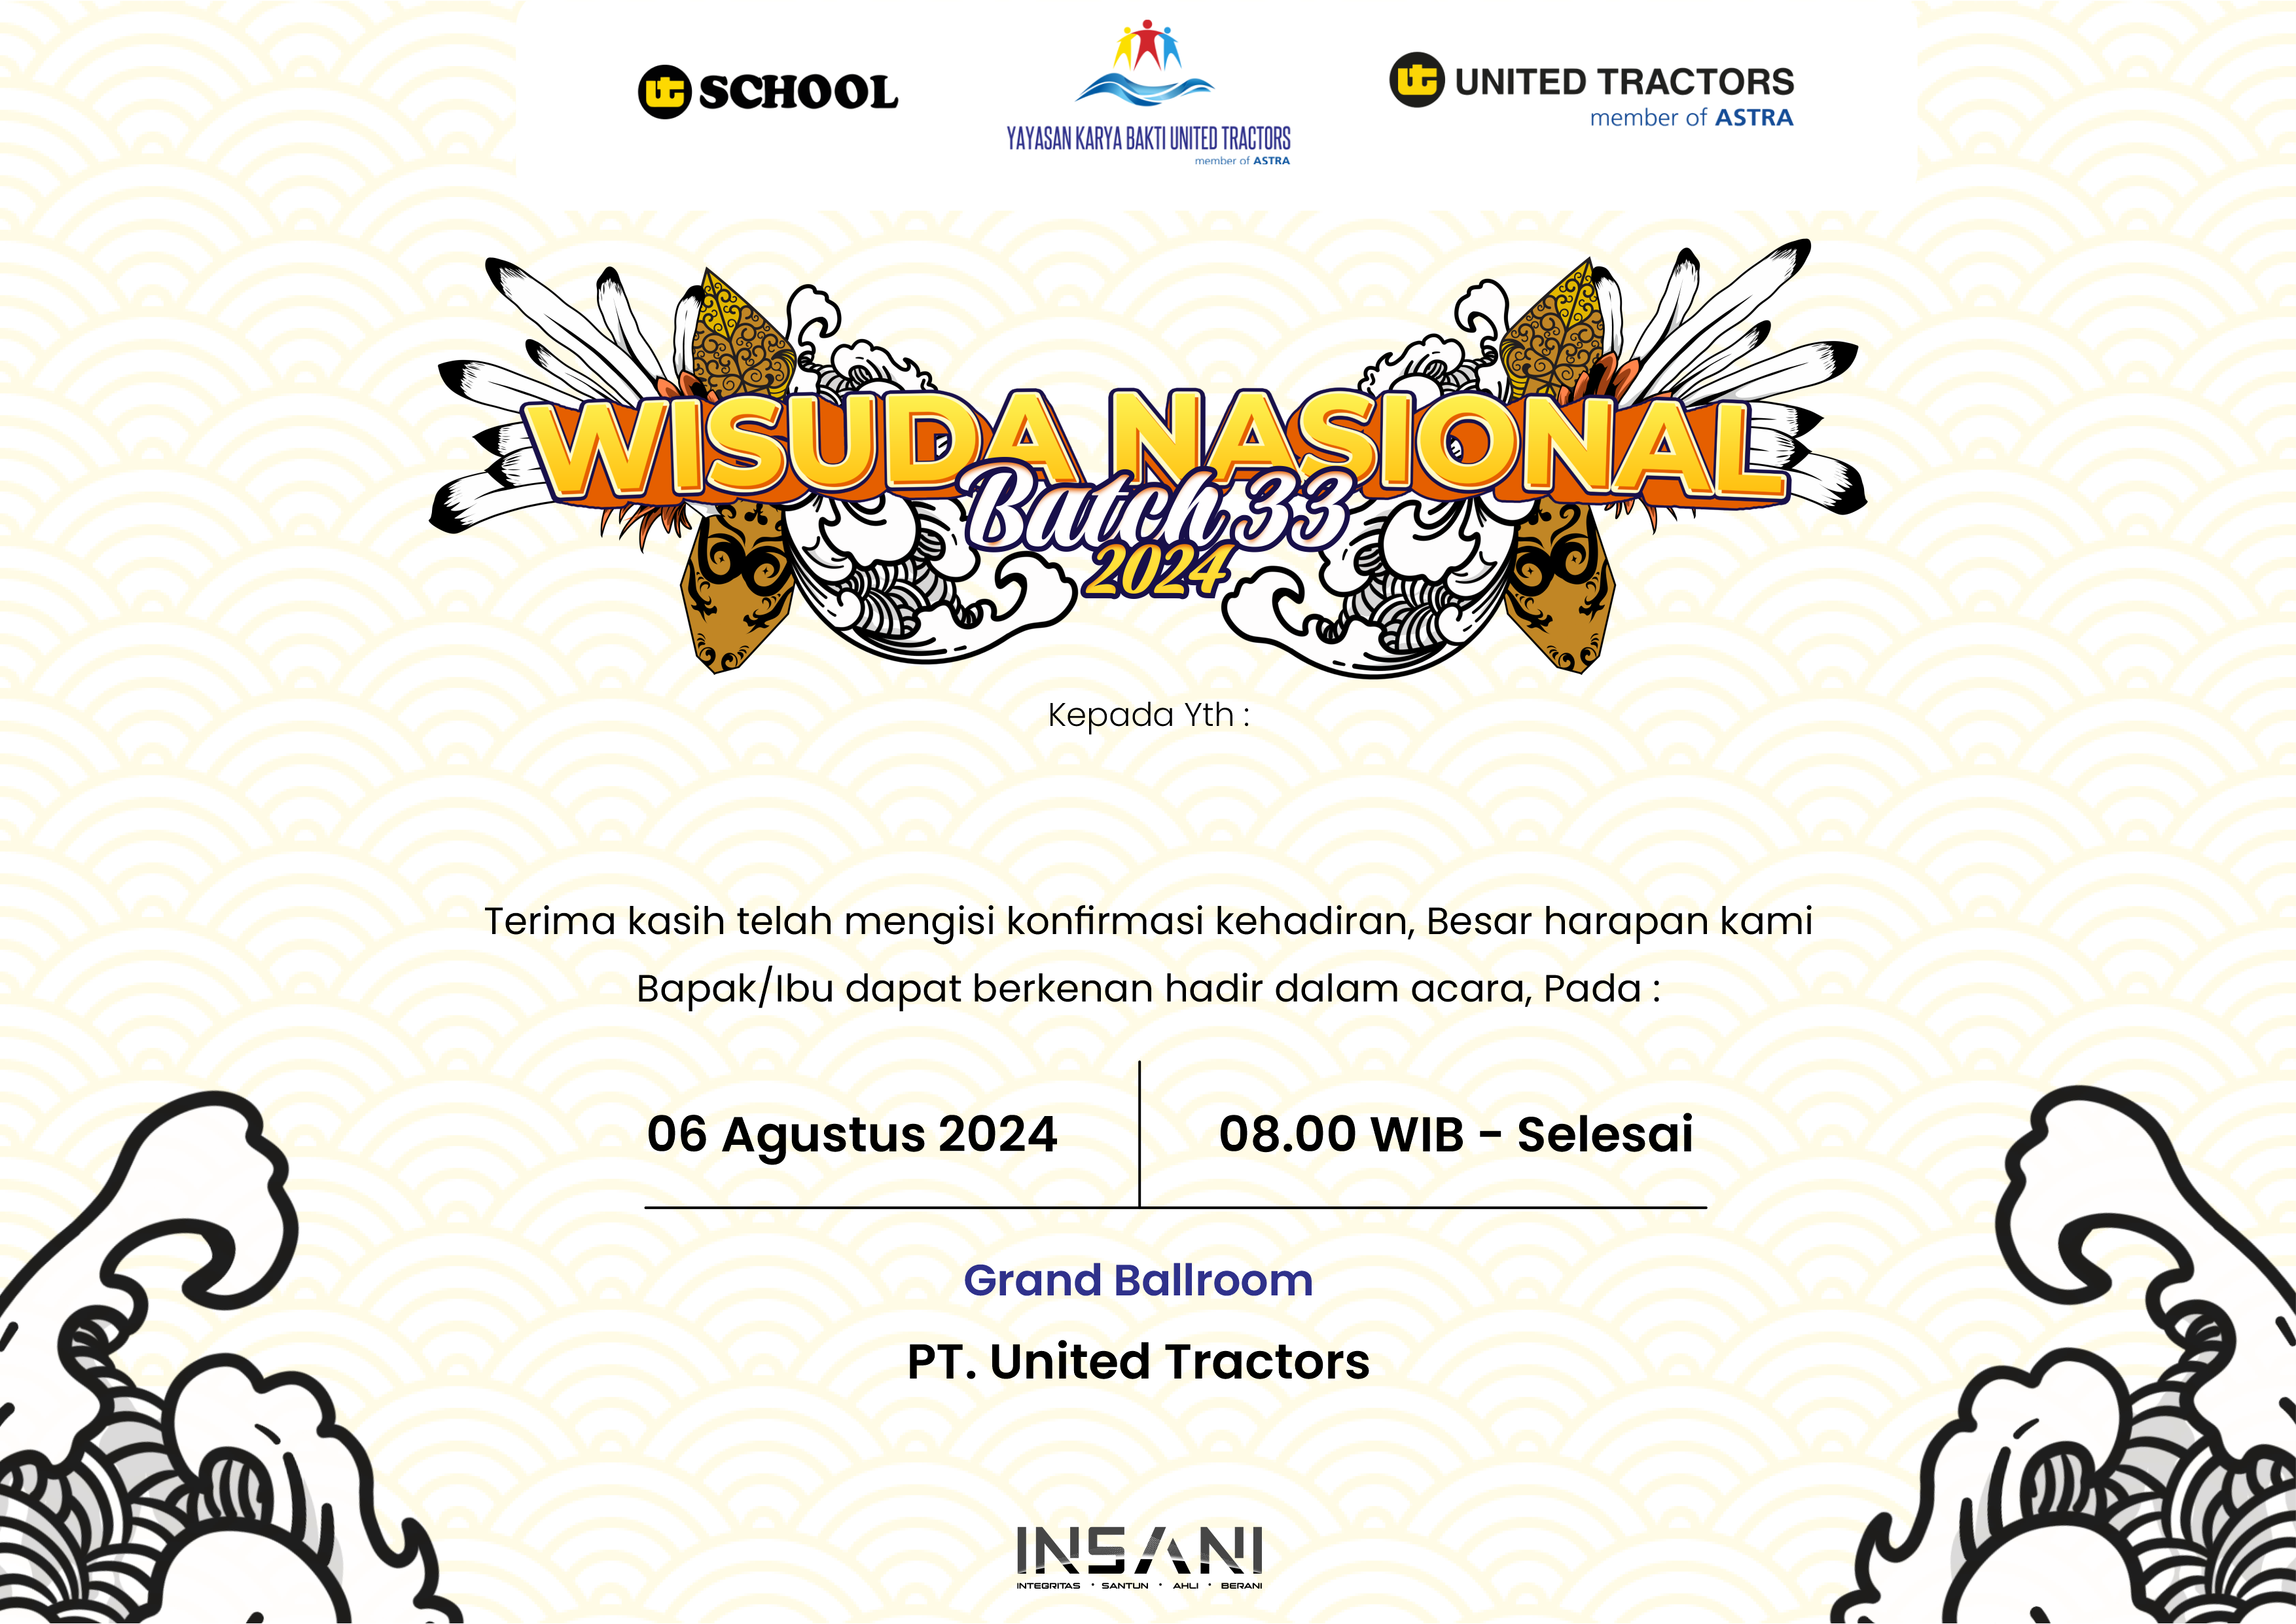 ut SCHOOL
YAYASAN KARYA BAKTI UNITED TRACTORS
member of ASTRA
ut UNITED TRACTORS
member of ASTRA
WISUDA NASIONAL
Batch 33
2024
Kepada Yth :
Terima kasih telah mengisi konfirmasi kehadiran, Besar harapan kami
Bapak/Ibu dapat berkenan hadir dalam acara, Pada :
06 Agustus 2024
08.00 WIB - Selesai
Grand Ballroom
PT. United Tractors
INSANI
INTEGRITAS • SANTUN • AHLI • BERANI